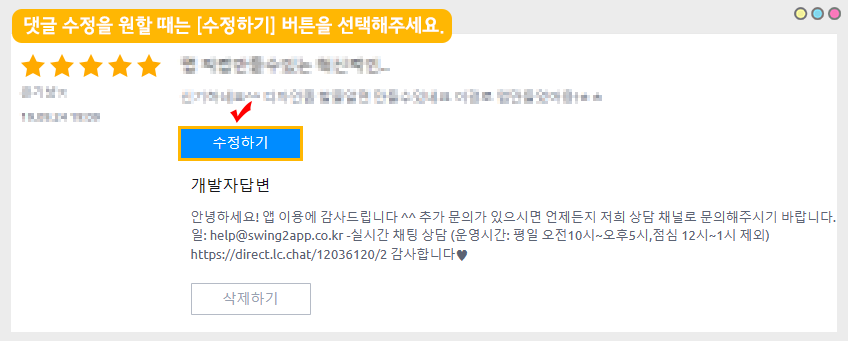 댓글 수정을 원할 때는 [수정하기] 버튼을 선택해주세요.
수정하기
개발자답변
안녕하세요! 앱 이용에 감사드립니다 ^^ 추가 문의가 있으시면 언제든지 저희 상담 채널로 문의해주시기 바랍니다.
일: help@swing2app.co.kr -실시간 채팅 상담 (운영시간: 평일 오전10시~오후5시,점심 12시~1시 제외)
https://direct.lc.chat/12036120/2 감사합니다♥
삭제하기